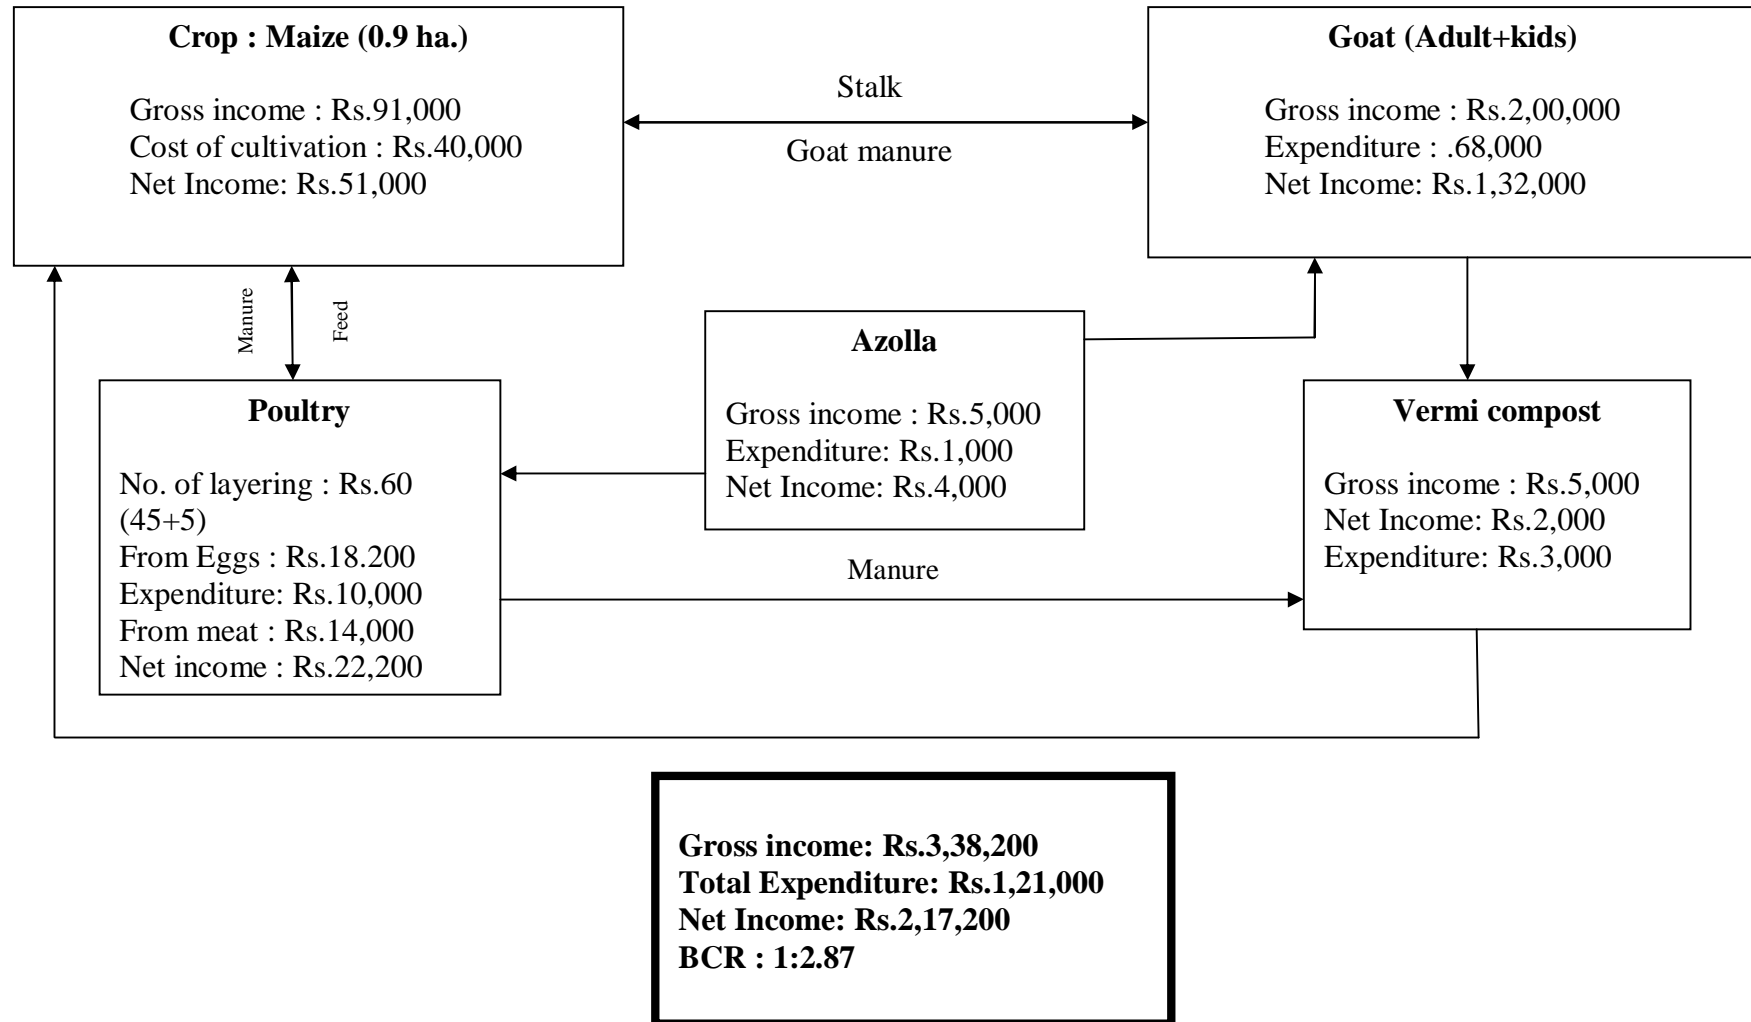 Crop : Maize (0.9 ha.)
Gross income : Rs.91,000
Cost of cultivation : Rs.40,000
Net Income: Rs.51,000
Stalk
Goat manure
Goat (Adult+kids)
Gross income : Rs.2,00,000
Expenditure : .68,000
Net Income: Rs.1,32,000
Manure
Feed
Azolla
Gross income : Rs.5,000
Expenditure: Rs.1,000
Net Income: Rs.4,000
Poultry
No. of layering : Rs.60
(45+5)
From Eggs : Rs.18.200
Expenditure: Rs.10,000
From meat : Rs.14,000
Net income : Rs.22,200
Manure
Vermi compost
Gross income : Rs.5,000
Net Income: Rs.2,000
Expenditure: Rs.3,000
Gross income: Rs.3,38,200
Total Expenditure: Rs.1,21,000
Net Income: Rs.2,17,200
BCR : 1:2.87